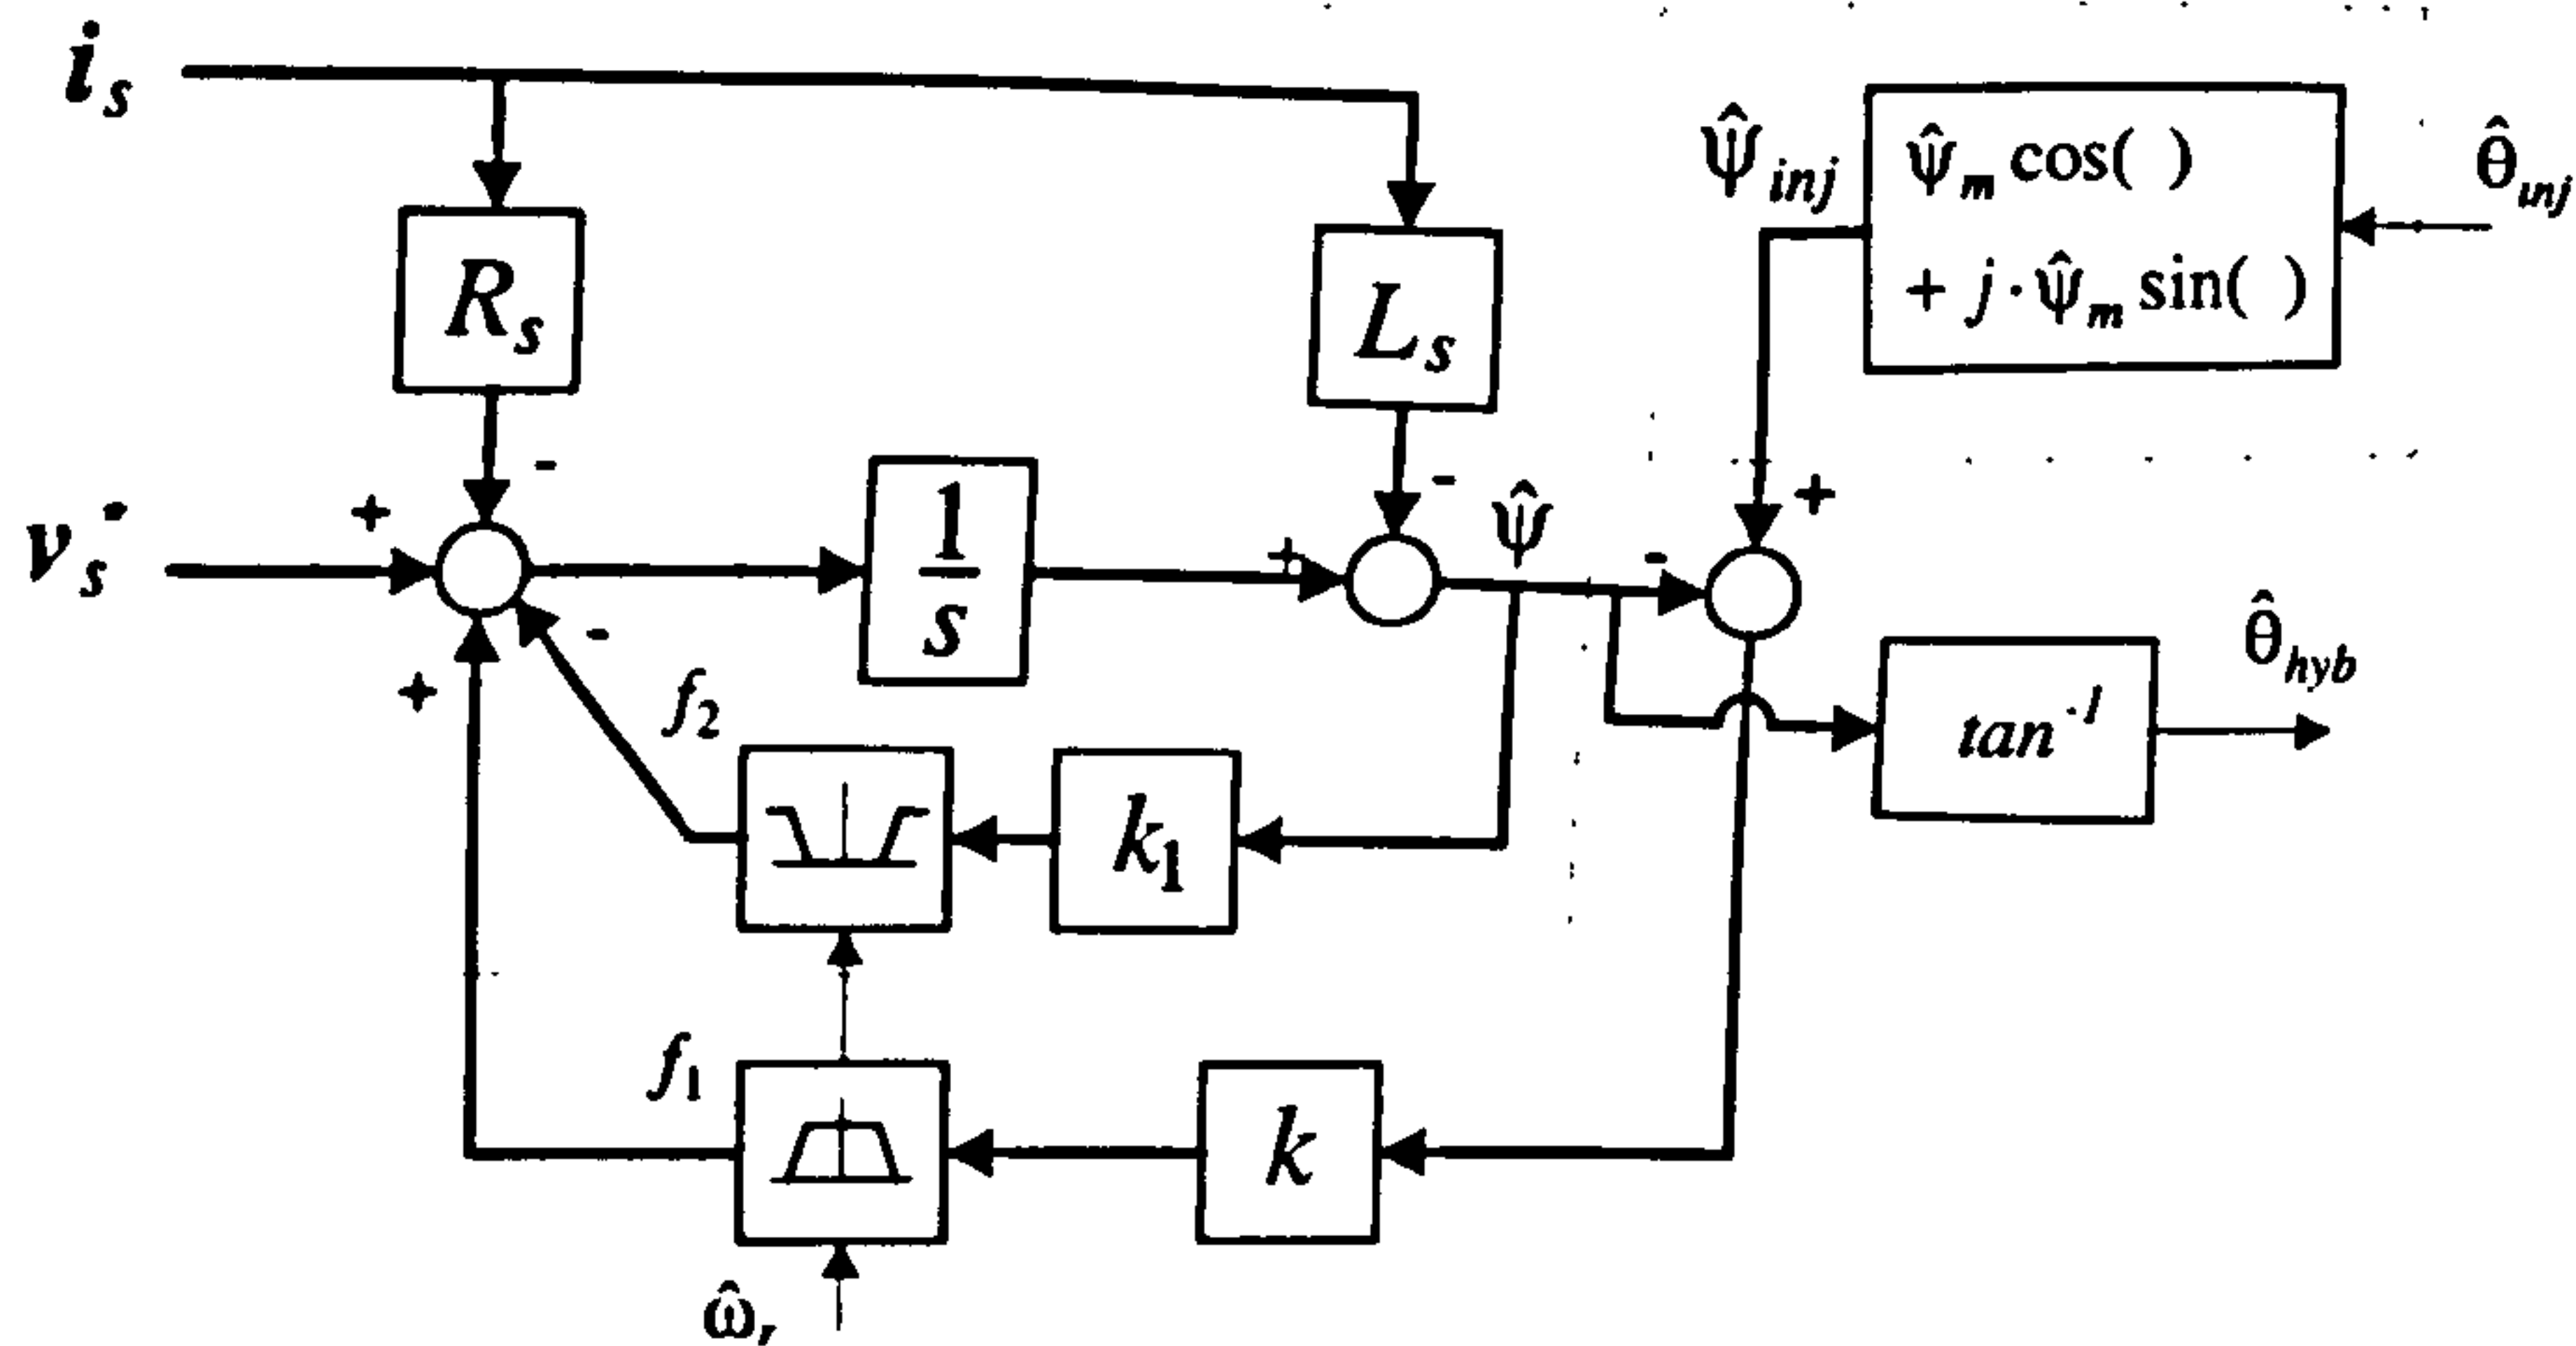 i_s
ψ̂_inj
ψ̂_m cos( )
+ j·ψ̂_m sin( )
θ̂_inj
R_s
L_s
-
-
+
v_s*
+
1/s
+
ψ̂
-
-
+
f_2
θ̂_hyb
tan^-1
k_1
f_1
k
ω̂_r